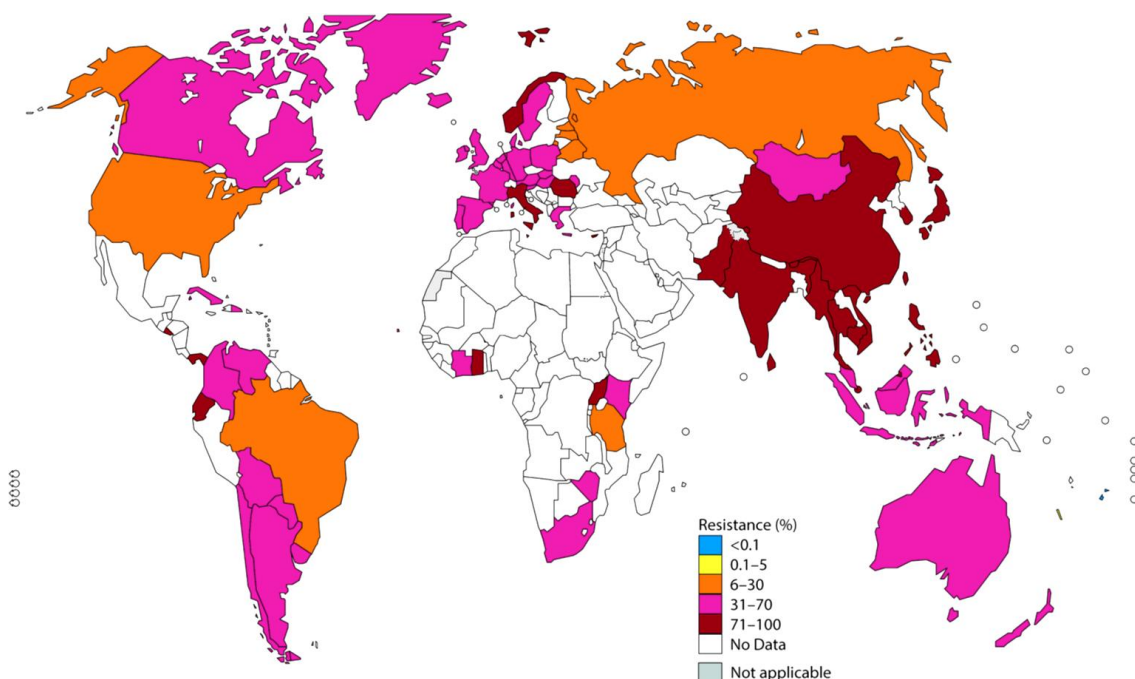 Resistance (%)
<0.1
0.1–5
6–30
31–70
71–100
No Data
Not applicable